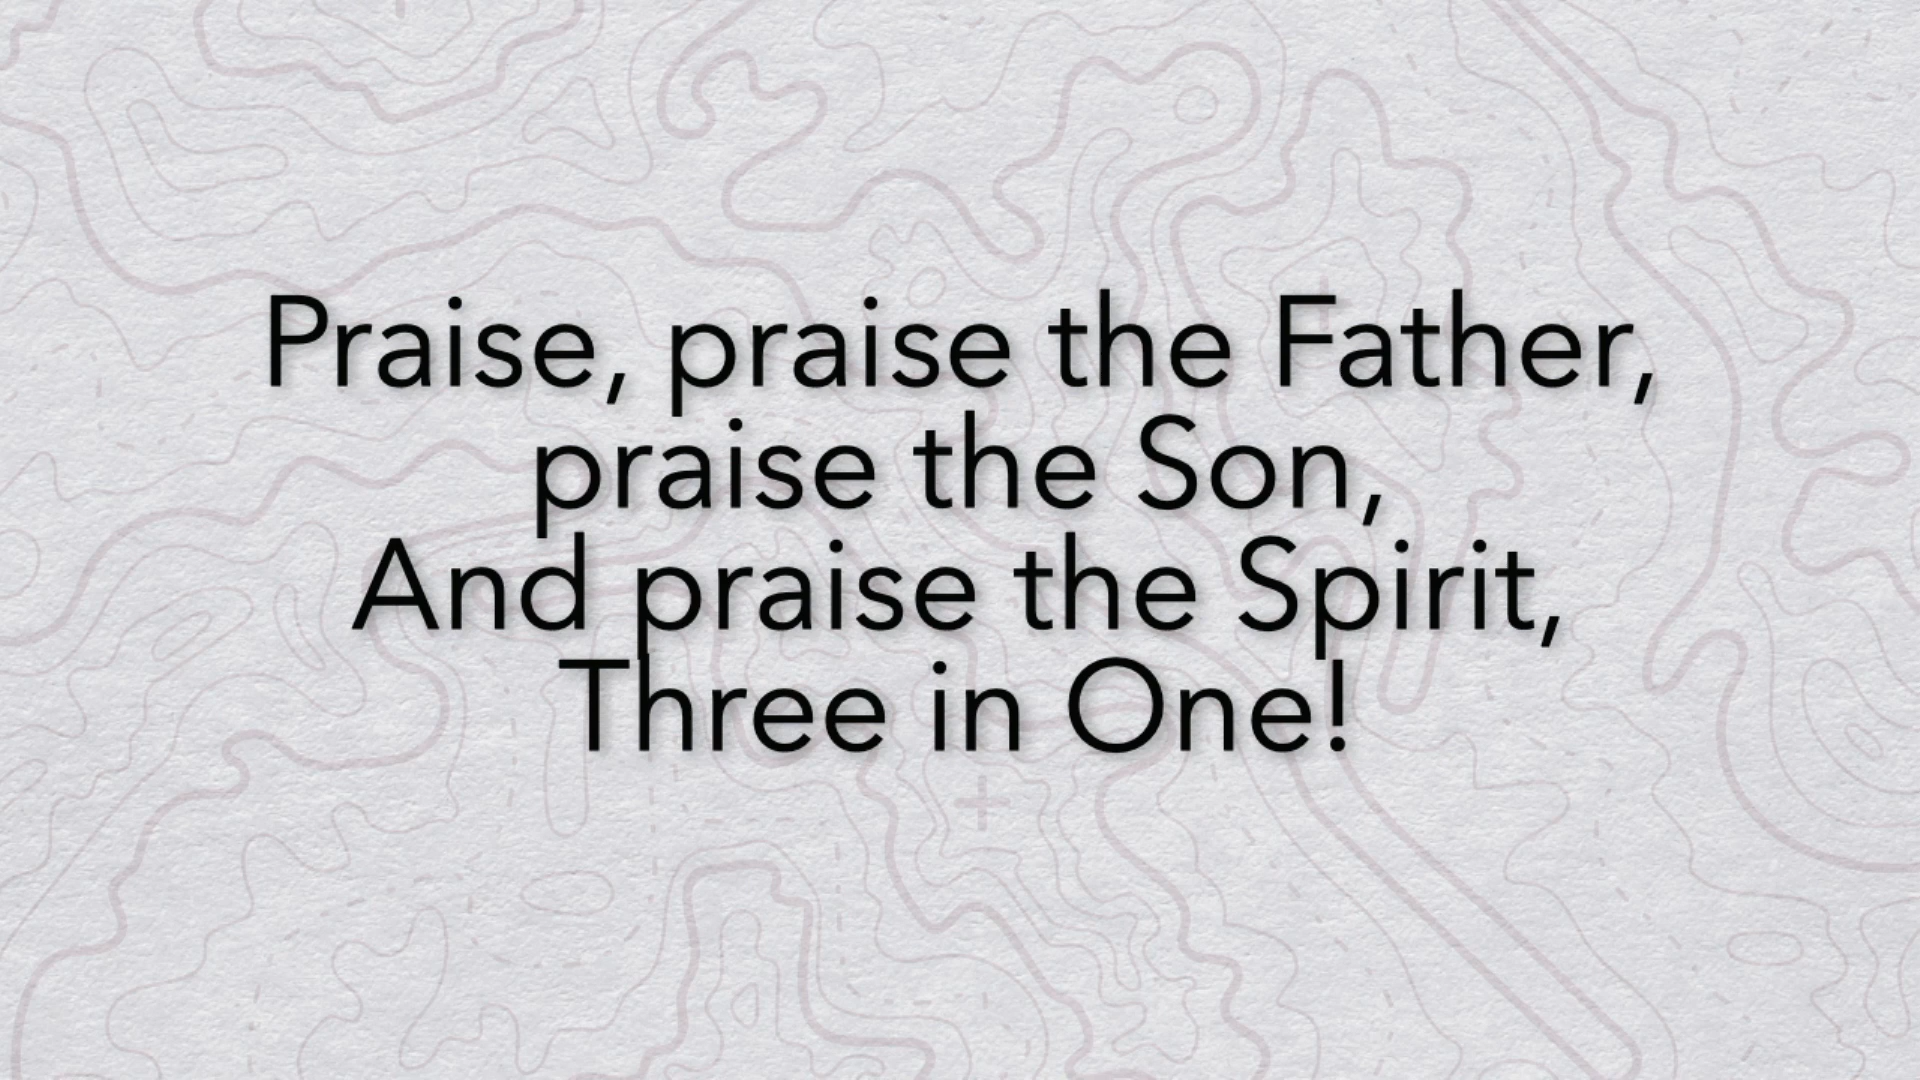 Praise, praise the Father,
praise the Son,
And praise the Spirit,
Three in One!